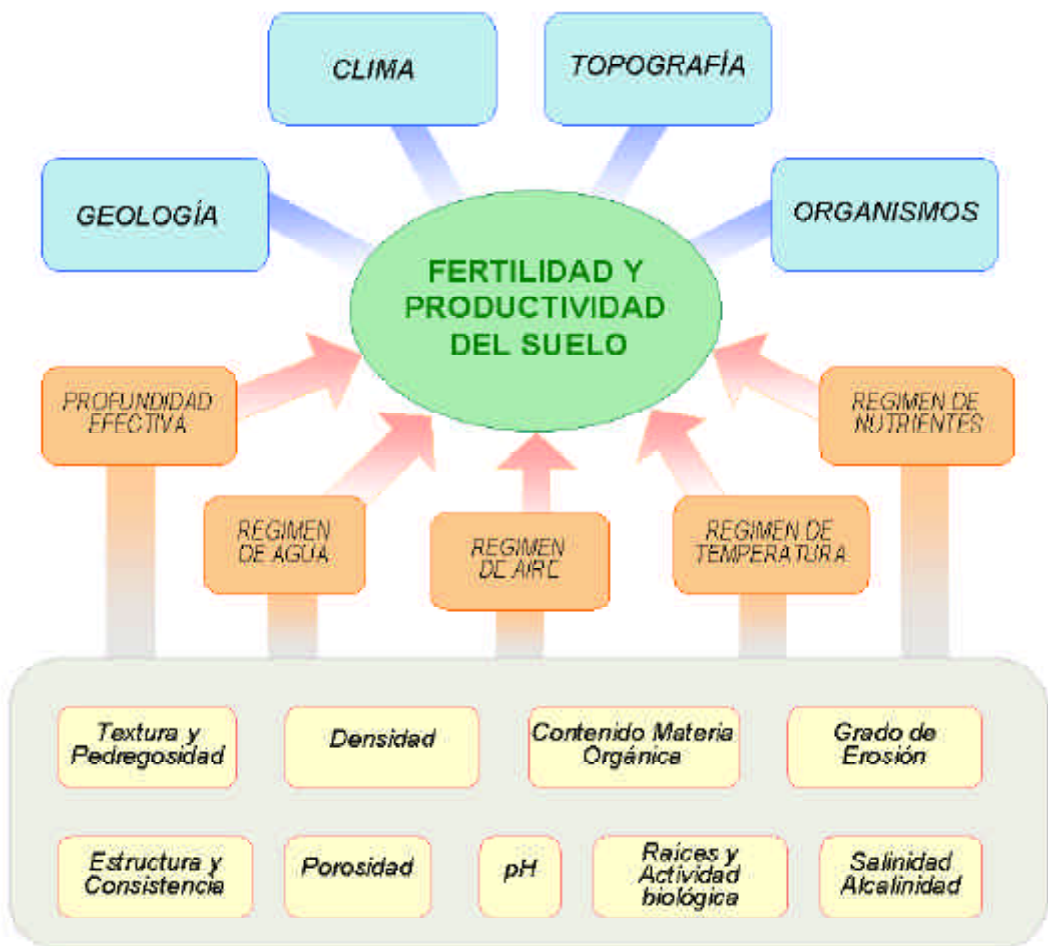 CLIMA
TOPOGRAFÍA
GEOLOGÍA
ORGANISMOS
FERTILIDAD Y
PRODUCTIVIDAD
DEL SUELO
PROFUNDIDAD
EFECTIVA
REGIMEN
DE AGUA
REGIMEN
DE AIRE
REGIMEN DE
TEMPERATURA
REGIMEN DE
NUTRIENTES
Textura y
Pedregosidad
Densidad
Contenido Materia
Orgánica
Grado de
Erosión
Estructura y
Consistencia
Porosidad
pH
Raíces y
Actividad
biológica
Salinidad
Alcalinidad